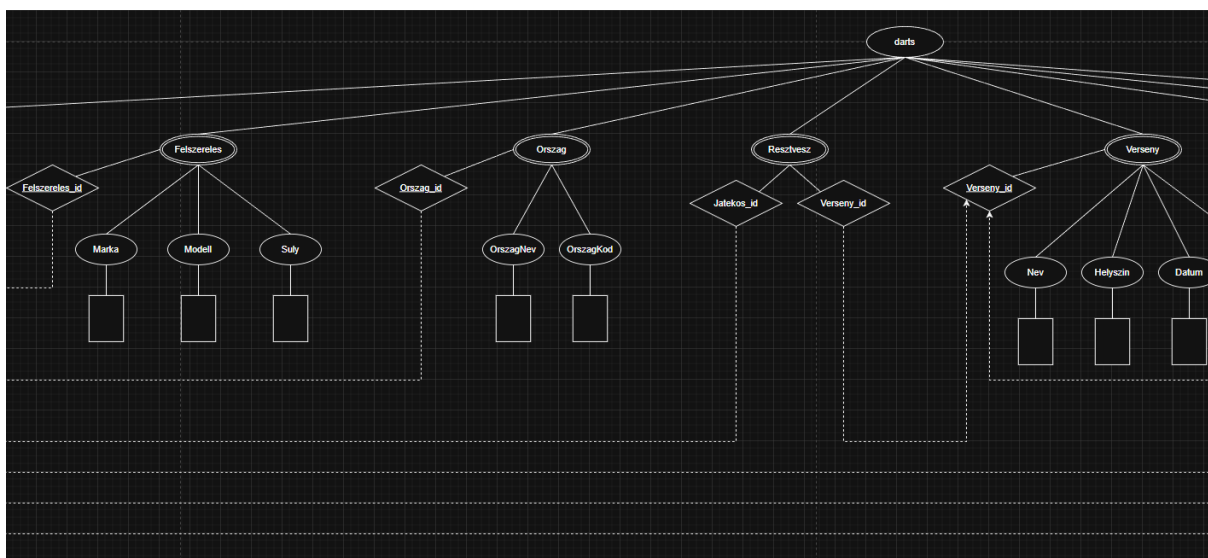 darts
Felszereles
Orszag
Resztvesz
Verseny
Felszereles_id
Orszag_id
Jatekos_id
Verseny_id
Verseny_id
Marka
Modell
Suly
OrszagNev
OrszagKod
Nev
Helyszin
Datum